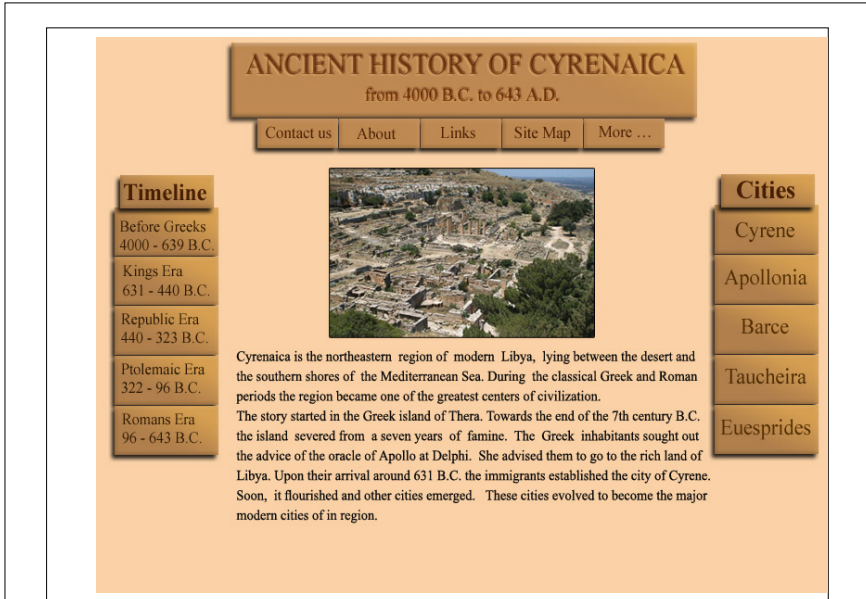 ANCIENT HISTORY OF CYRENAICA
from 4000 B.C. to 643 A.D.
Contact us
About
Links
Site Map
More ...
Timeline
Before Greeks
4000 - 639 B.C.
Kings Era
631 - 440 B.C.
Republic Era
440 - 323 B.C.
Ptolemaic Era
322 - 96 B.C.
Romans Era
96 - 643 B.C.
Cyrenaica is the northeastern region of modern Libya, lying between the desert and
the southern shores of the Mediterranean Sea. During the classical Greek and Roman
periods the region became one of the greatest centers of civilization.
The story started in the Greek island of Thera. Towards the end of the 7th century B.C.
the island severed from a seven years of famine. The Greek inhabitants sought out
the advice of the oracle of Apollo at Delphi. She advised them to go to the rich land of
Libya. Upon their arrival around 631 B.C. the immigrants established the city of Cyrene.
Soon, it flourished and other cities emerged. These cities evolved to become the major
modern cities of in region.
Cities
Cyrene
Apollonia
Barce
Taucheira
Euesprides